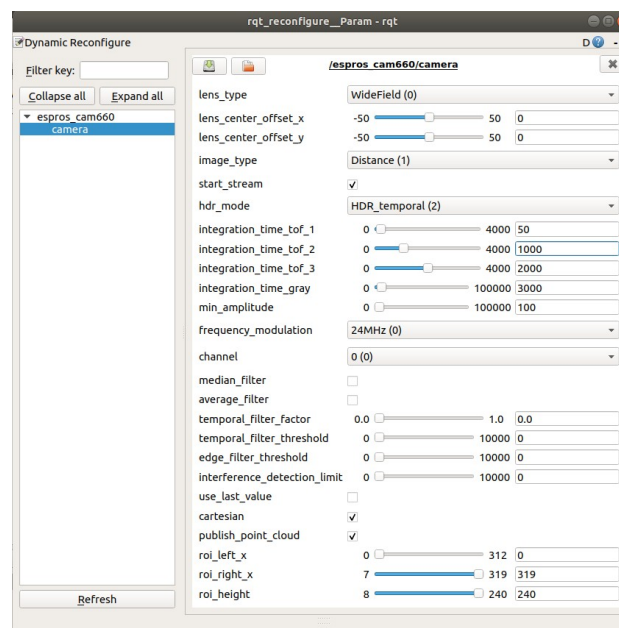 rqt_reconfigure__Param - rqt
Dynamic Reconfigure D -
Filter key:
Collapse all Expand all
espros_cam660
camera
Refresh
/espros_cam660/camera
lens_type WideField (0)
lens_center_offset_x -50 50 0
lens_center_offset_y -50 50 0
image_type Distance (1)
start_stream
hdr_mode HDR_temporal (2)
integration_time_tof_1 0 4000 50
integration_time_tof_2 0 4000 1000
integration_time_tof_3 0 4000 2000
integration_time_gray 0 100000 3000
min_amplitude 0 100000 100
frequency_modulation 24MHz (0)
channel 0 (0)
median_filter
average_filter
temporal_filter_factor 0.0 1.0 0.0
temporal_filter_threshold 0 10000 0
edge_filter_threshold 0 10000 0
interference_detection_limit 0 10000 0
use_last_value
cartesian
publish_point_cloud
roi_left_x 0 312 0
roi_right_x 7 319 319
roi_height 8 240 240